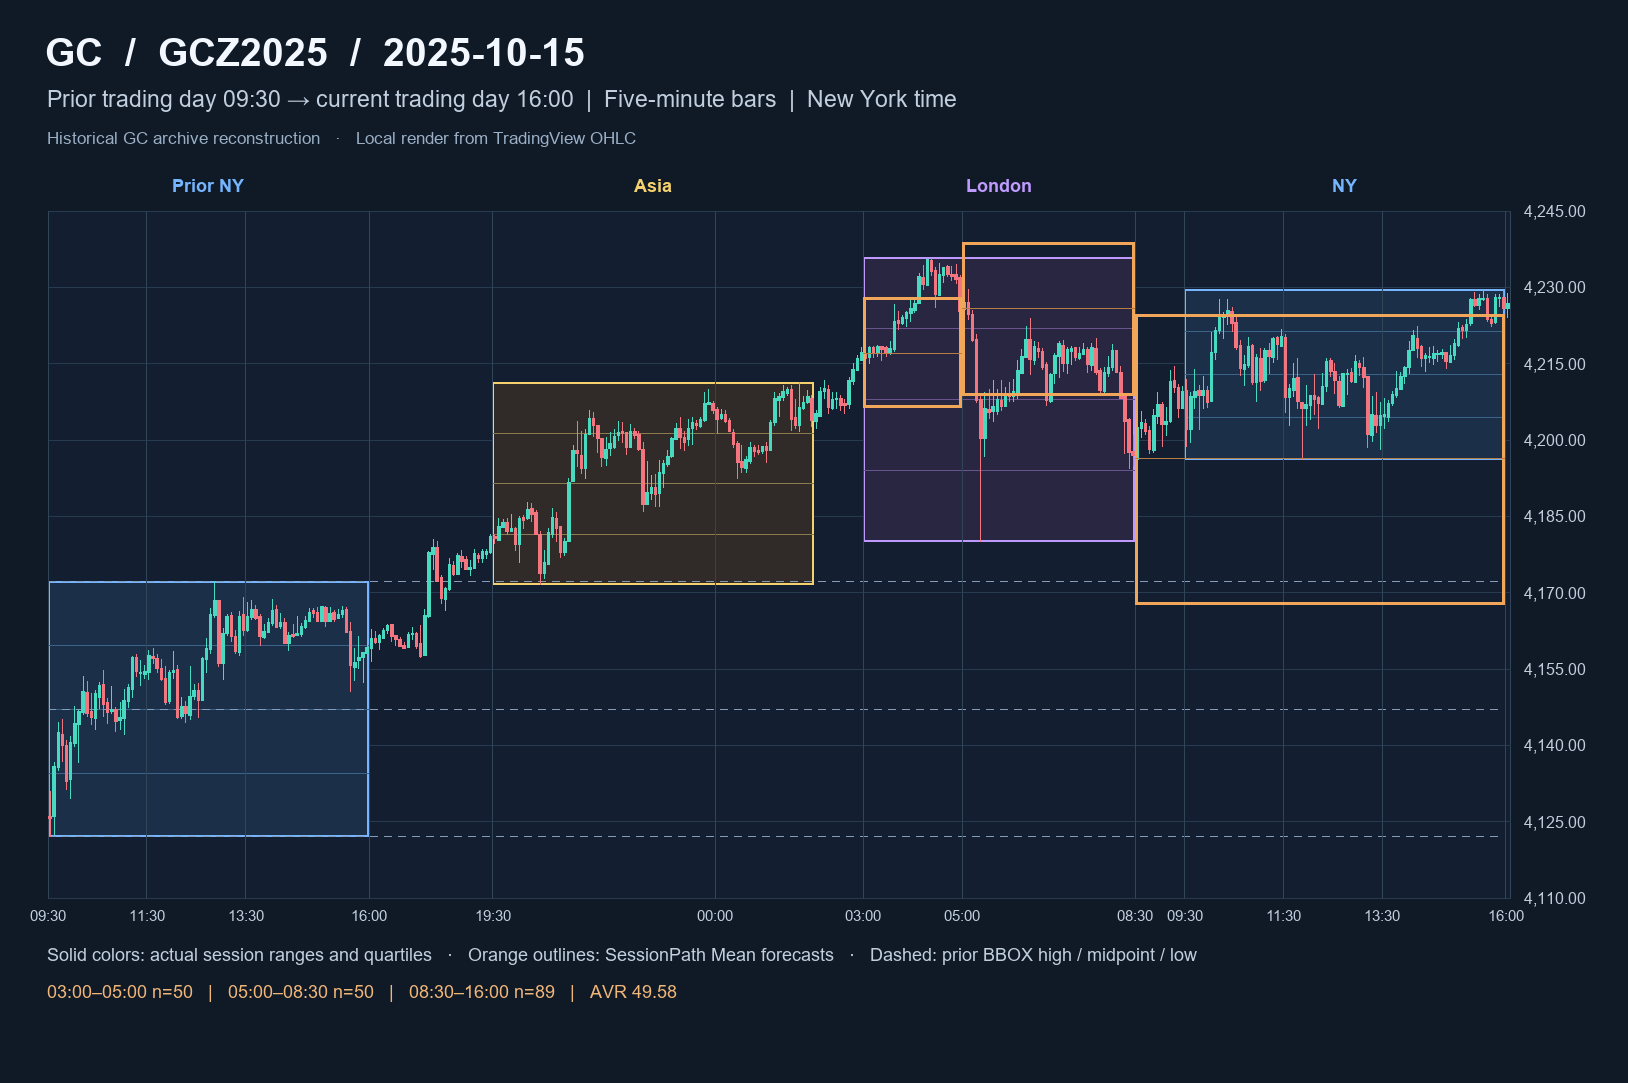 GC / GCZ2025 / 2025-10-15
Prior trading day 09:30 → current trading day 16:00 | Five-minute bars | New York time
Historical GC archive reconstruction · Local render from TradingView OHLC
Prior NY Asia London NY
4,245.00
4,230.00
4,215.00
4,200.00
4,185.00
4,170.00
4,155.00
4,140.00
4,125.00
4,110.00
09:30 11:30 13:30 16:00 19:30 00:00 03:00 05:00 08:30 09:30 11:30 13:30 16:00
Solid colors: actual session ranges and quartiles · Orange outlines: SessionPath Mean forecasts · Dashed: prior BBOX high / midpoint / low
03:00–05:00 n=50 | 05:00–08:30 n=50 | 08:30–16:00 n=89 | AVR 49.58